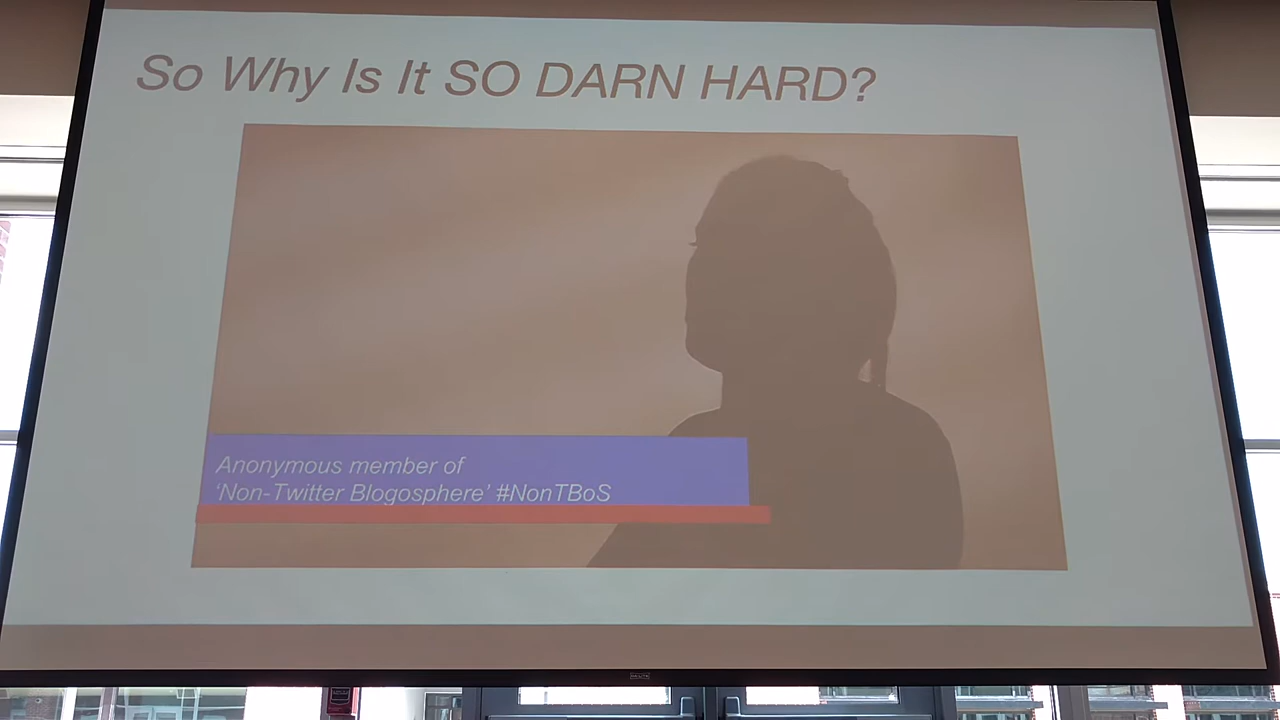 So Why Is It SO DARN HARD?
Anonymous member of
‘Non-Twitter Blogosphere’ #NonTBoS